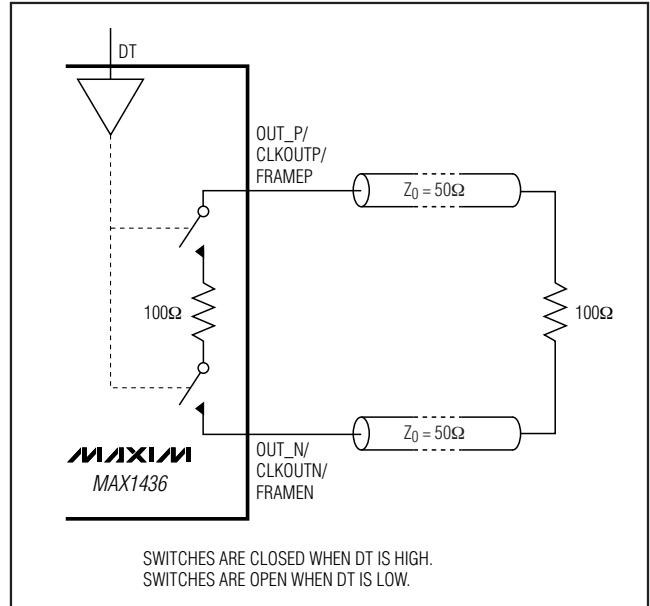 DT
OUT_P/
CLKOUTP/
FRAMEP
Z0 = 50Ω
100Ω
100Ω
Z0 = 50Ω
MAXIM
MAX1436
OUT_N/
CLKOUTN/
FRAMEN
SWITCHES ARE CLOSED WHEN DT IS HIGH.
SWITCHES ARE OPEN WHEN DT IS LOW.